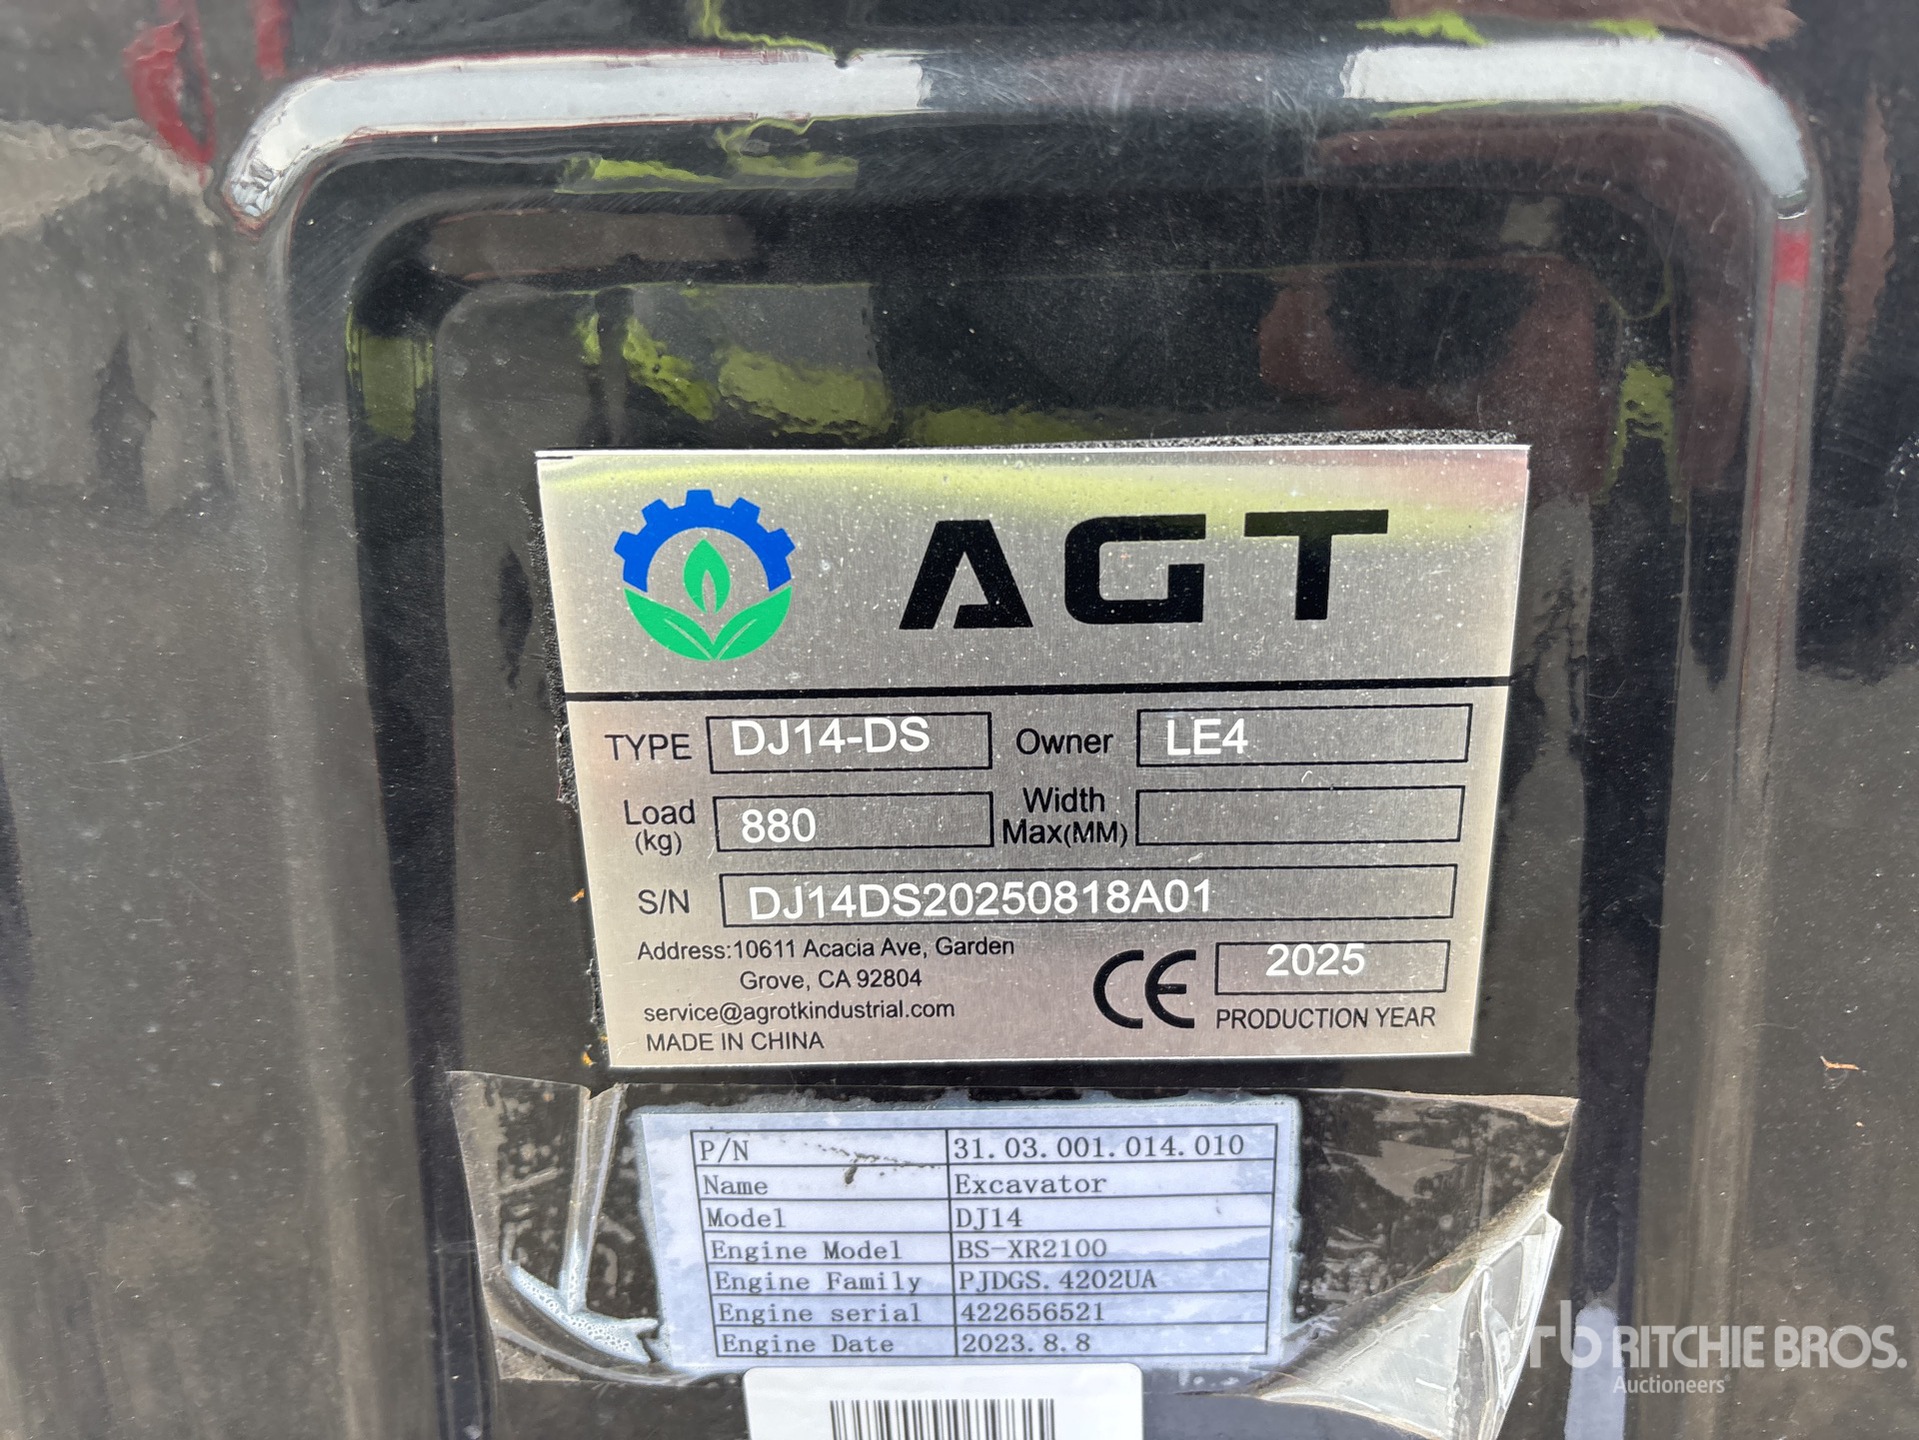 AGT
TYPE DJ14-DS Owner LE4
Load (kg) 880 Width Max(MM)
S/N DJ14DS20250818A01
Address:10611 Acacia Ave, Garden
Grove, CA 92804
service@agrotkindustrial.com
MADE IN CHINA
CE 2025
PRODUCTION YEAR
P/N 31.03.001.014.010
Name Excavator
Model DJ14
Engine Model BS-XR2100
Engine Family PJDGS.4202UA
Engine serial 422656521
Engine Date 2023.8.8
rb RITCHIE BROS.
Auctioneers